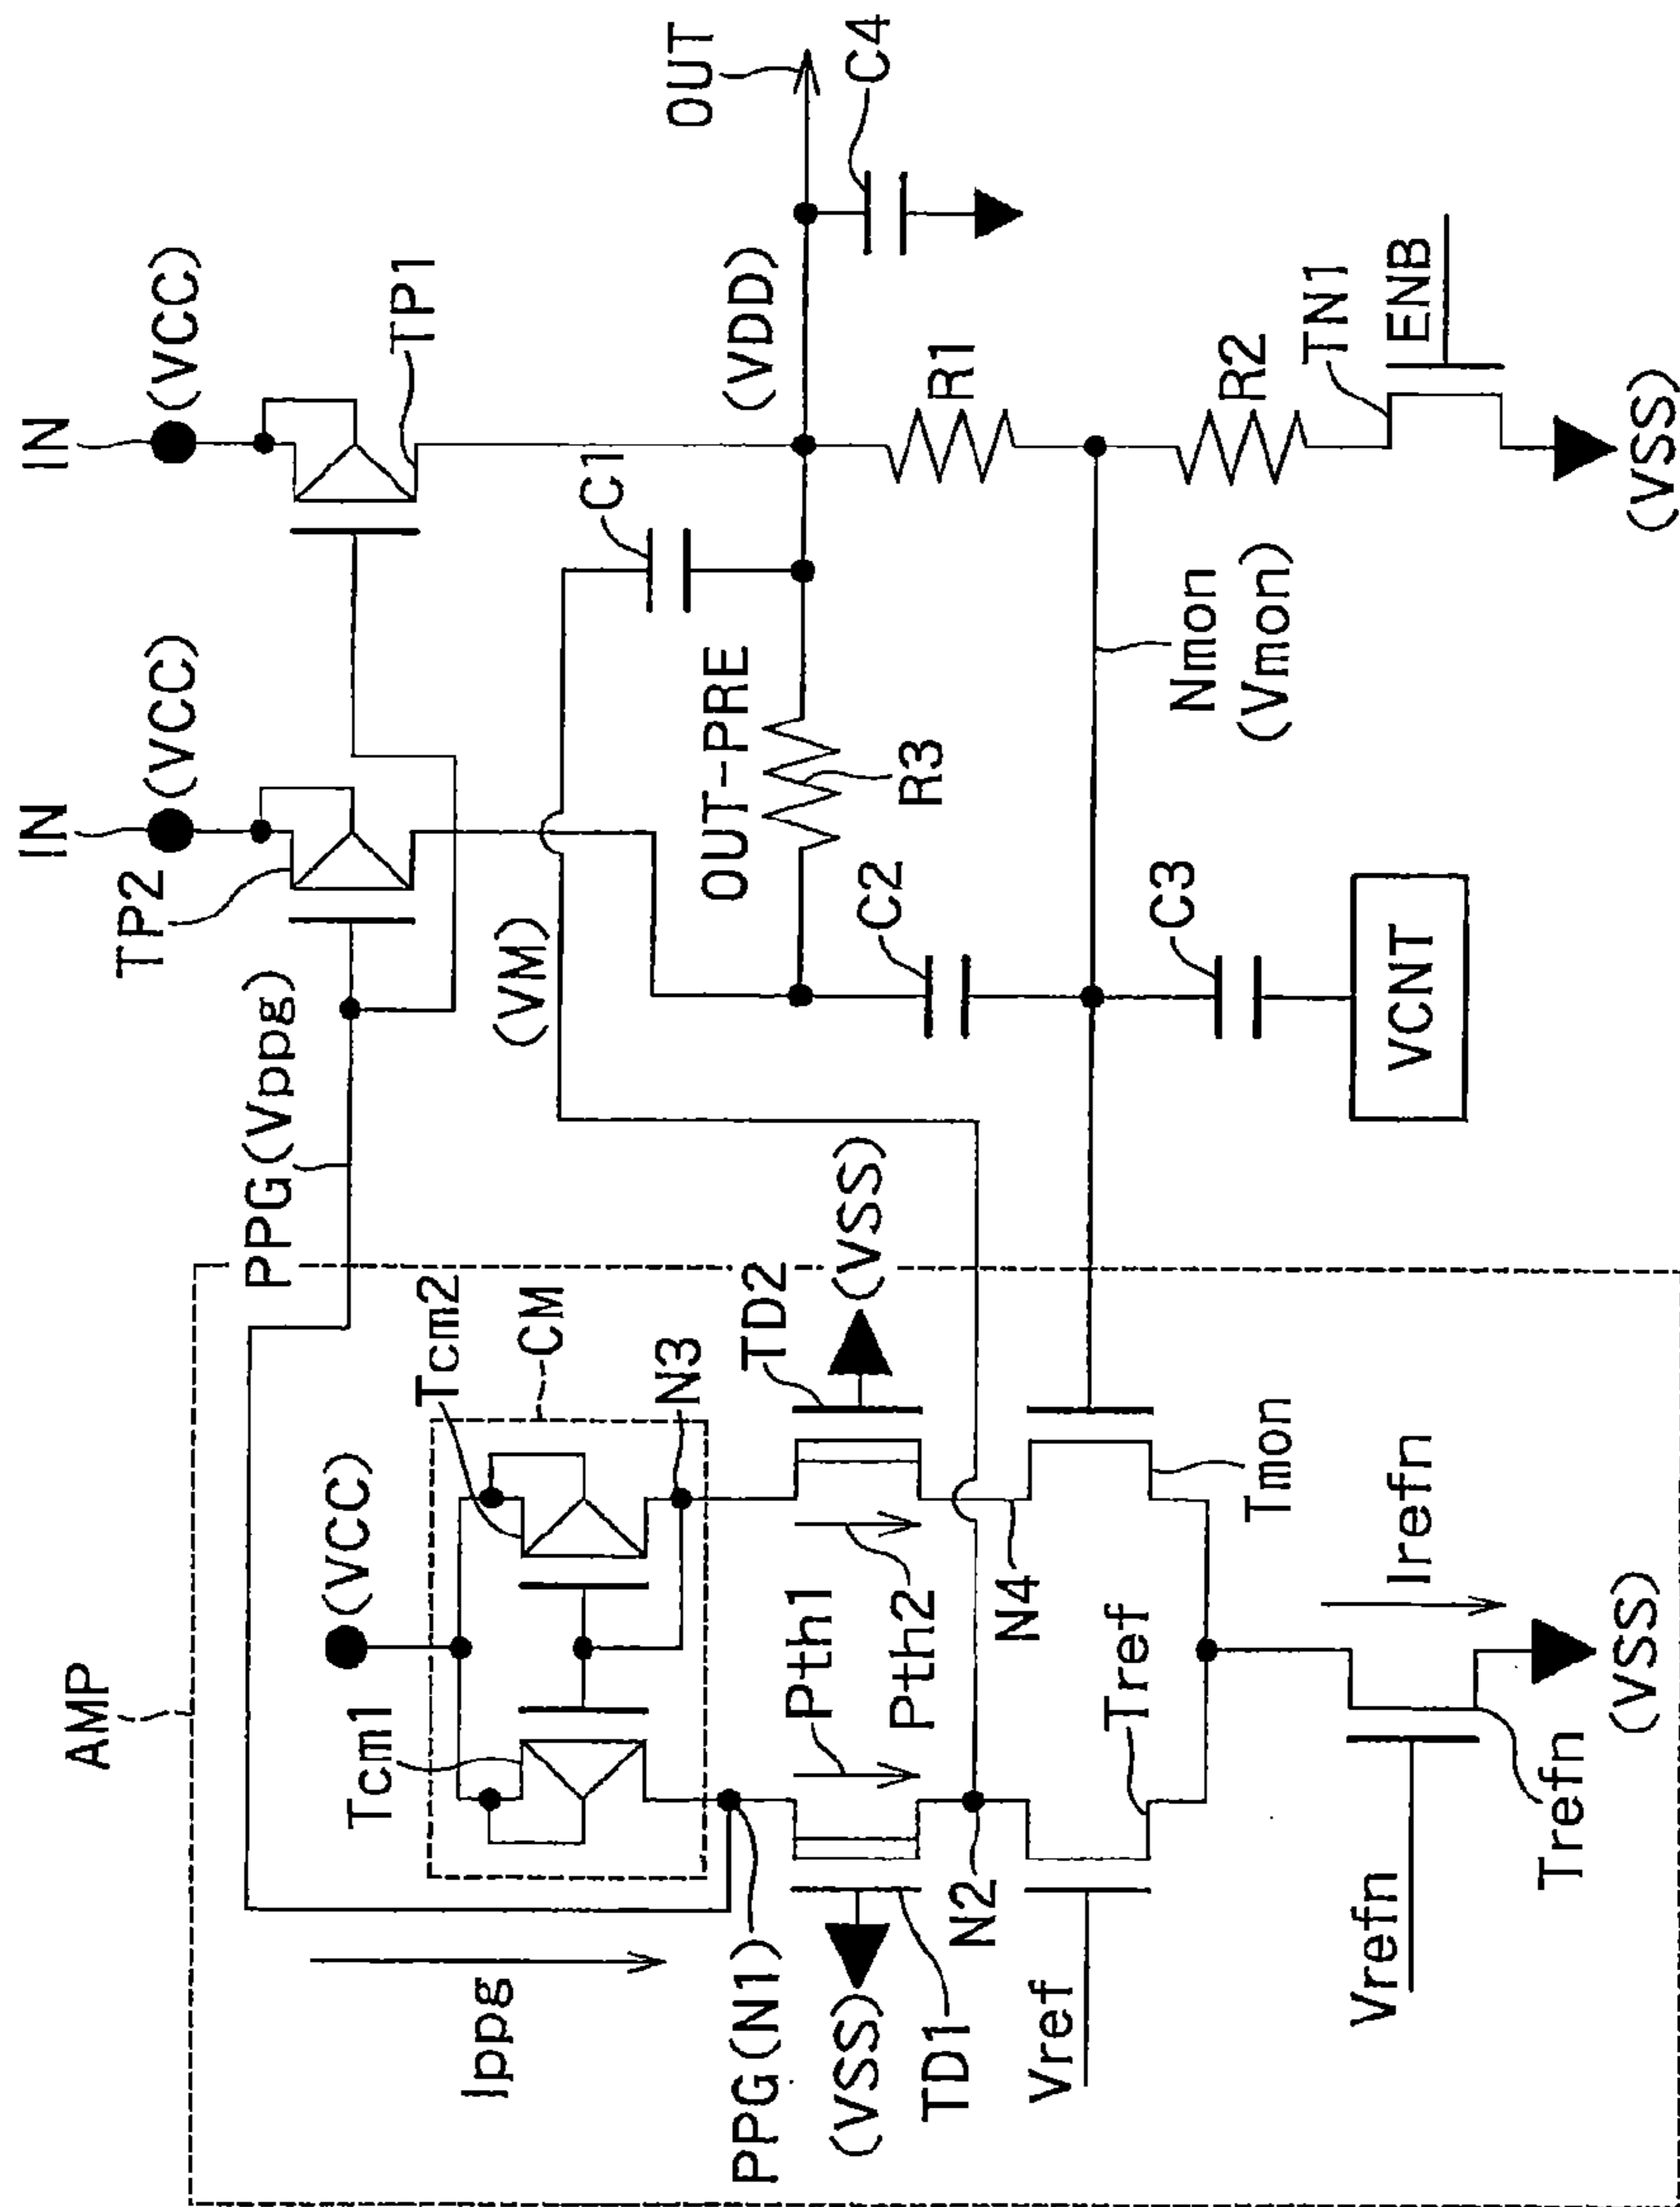 AMP
Ippg
PPG(N1)
(VSS)
TD1
Vref
Vrefn
Tcm1
(VCC)
Tcm2
CM
N3
Pth1
Pth2
N2
N4
Tref
Trefn
(VSS)
Irefn
Tmon
TD2
(VSS)
PPG(Vppg)
TP2
IN
(VCC)
(VM)
OUT-PRE
R3
C2
C3
VCNT
Nmon
(Vmon)
C1
IN
(VCC)
TP1
(VDD)
R1
R2
TN1
ENB
(VSS)
OUT
C4